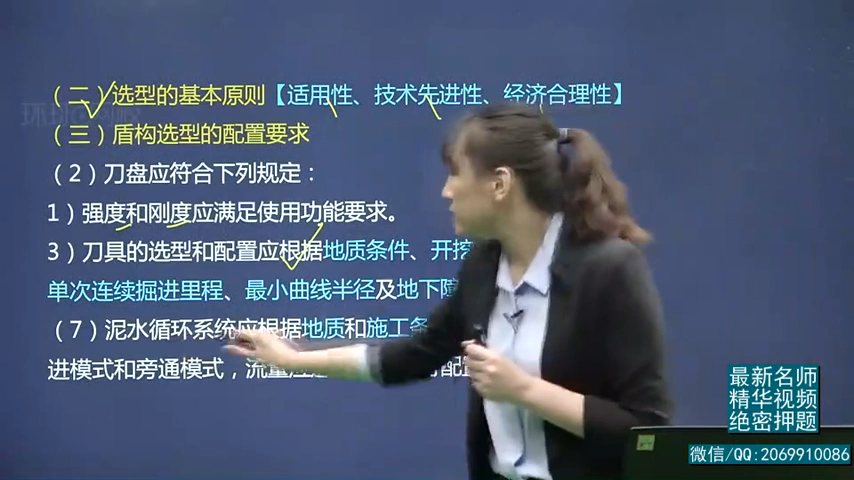 （二）选型的基本原则【适用性、技术先进性、经济合理性】
（三）盾构选型的配置要求
（2）刀盘应符合下列规定：
1）强度和刚度应满足使用功能要求。
3）刀具的选型和配置应根据地质条件、开挖
单次连续掘进里程、最小曲线半径及地下障
（7）泥水循环系统应根据地质和施工条
进模式和旁通模式，流量
最新名师
精华视频
绝密押题
微信/QQ:2069910086